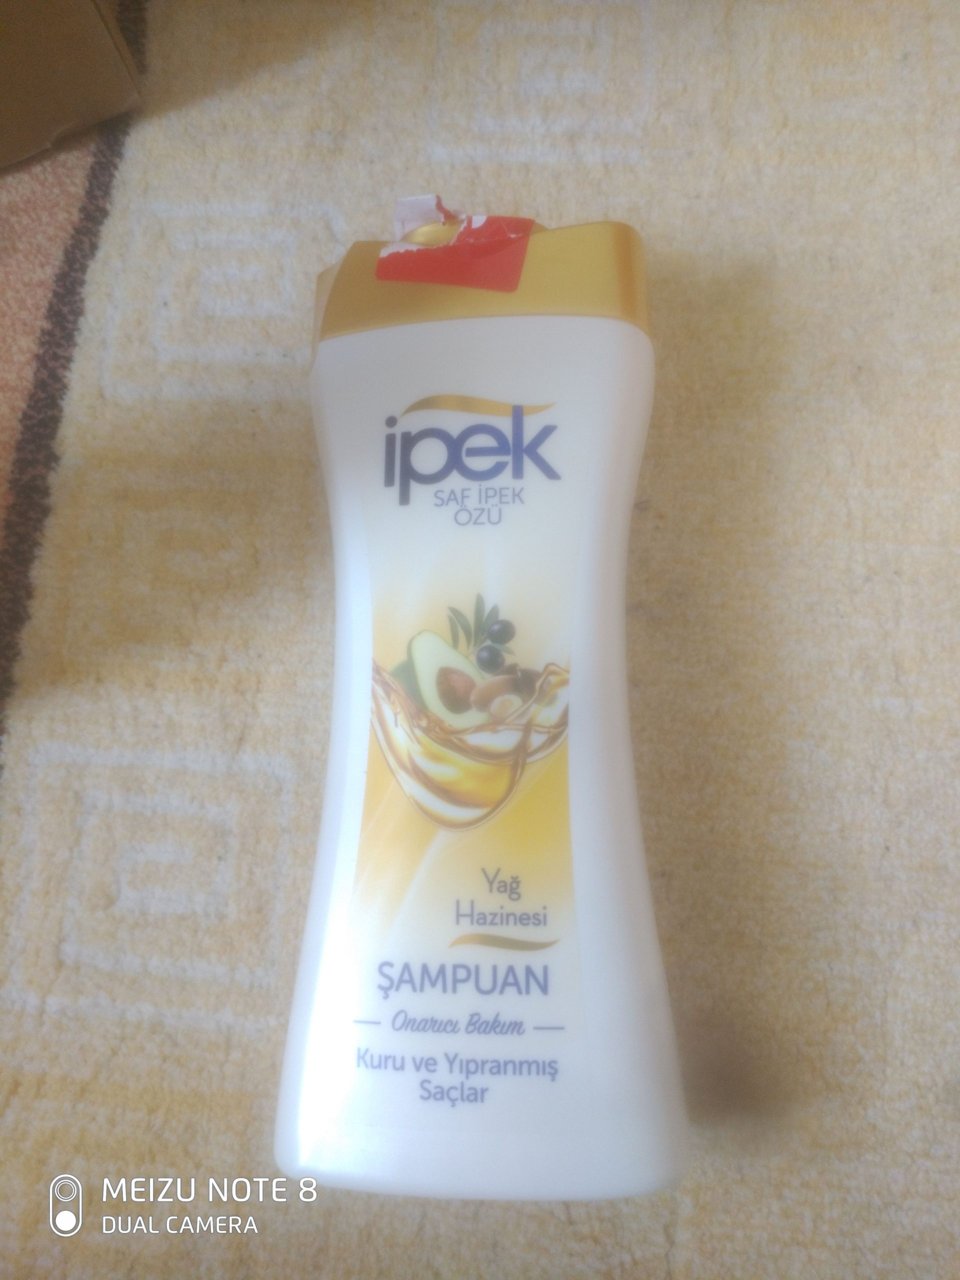 ipek
SAF İPEK
ÖZÜ
Yağ
Hazinesi
ŞAMPUAN
Onarıcı Bakım
Kuru ve Yıpranmış
Saçlar
MEIZU NOTE 8
DUAL CAMERA